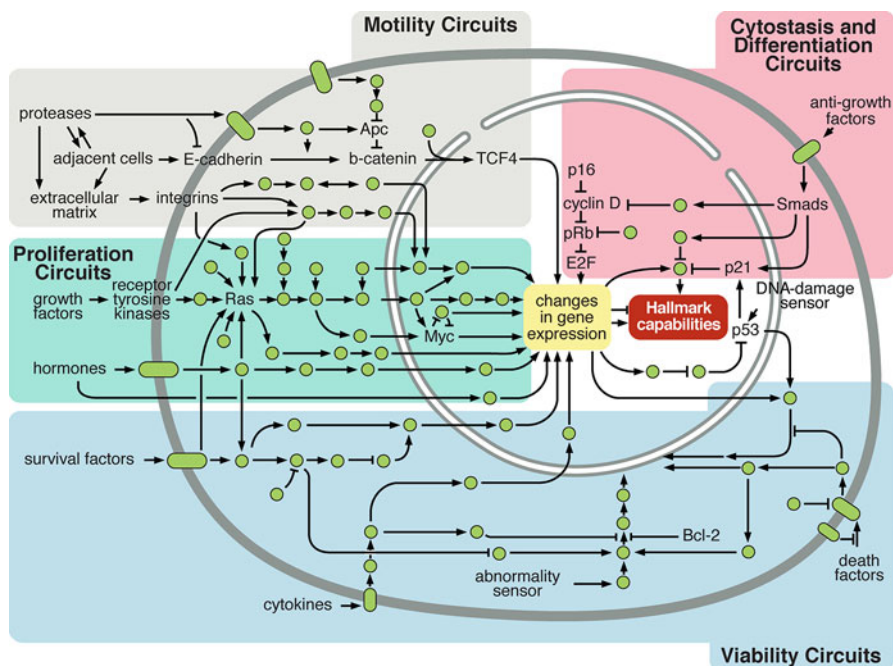 Motility Circuits
Cytostasis and
Differentiation
Circuits
proteases
adjacent cells
extracellular
matrix
E-cadherin
integrins
Apc
b-catenin
TCF4
anti-growth
factors
p16
cyclin D
pRb
E2F
Smads
p21
DNA-damage
sensor
p53
Proliferation
Circuits
growth
factors
receptor
tyrosine
kinases
Ras
Myc
changes
in gene
expression
Hallmark
capabilities
hormones
survival factors
Bcl-2
abnormality
sensor
cytokines
death
factors
Viability Circuits